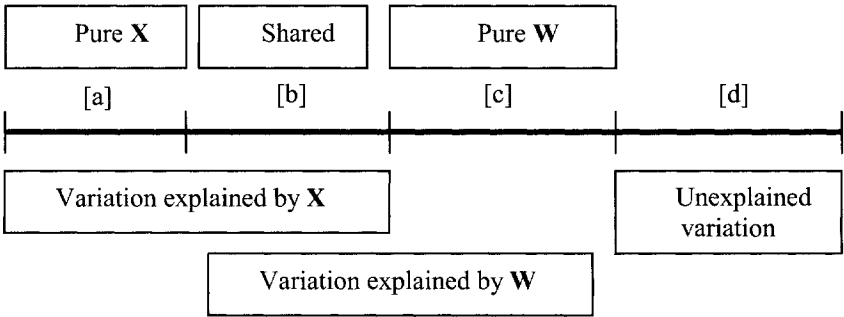 Pure X
Shared
Pure W
[a]
[b]
[c]
[d]
Variation explained by X
Unexplained
variation
Variation explained by W